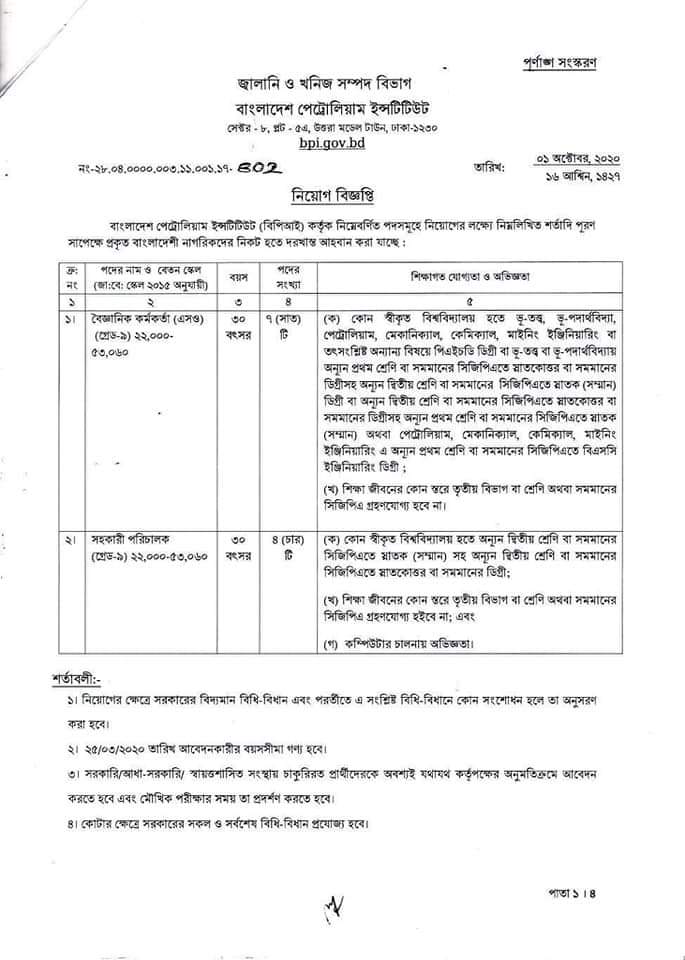 পূর্ণাঙ্গ সংস্করণ
জ্বালানি ও খনিজ সম্পদ বিভাগ
বাংলাদেশ পেট্রোলিয়াম ইন্সটিটিউট
সেক্টর - ৮, প্লট - ৫এ, উত্তরা মডেল টাউন, ঢাকা-১২৩০
bpi.gov.bd
নং-২৮.০৪.০০০০.০০৩.১১.০০১.১৭-
তারিখ: ০১ অক্টোবর, ২০২০
১৬ আশ্বিন, ১৪২৭
নিয়োগ বিজ্ঞপ্তি
বাংলাদেশ পেট্রোলিয়াম ইন্সটিটিউট (বিপিআই) কর্তৃক নিম্নেবর্ণিত পদসমূহে নিয়োগের লক্ষ্যে নিম্নলিখিত শর্তাদি পূরণ
সাপেক্ষে প্রকৃত বাংলাদেশী নাগরিকদের নিকট হতে দরখাস্ত আহবান করা যাচ্ছে :
ক্র: নং
পদের নাম ও বেতন স্কেল
(জা:বে: স্কেল ২০১৫ অনুযায়ী)
বয়স
পদের
সংখ্যা
শিক্ষাগত যোগ্যতা ও অভিজ্ঞতা
১ ২ ৩ ৪ ৫
১। বৈজ্ঞানিক কর্মকর্তা (এসও)
(গ্রেড-৯) ২২,০০০-
৫৩,০৬০
৩০
বৎসর
৭ (সাত)
টি
(ক) কোন স্বীকৃত বিশ্ববিদ্যালয় হতে ভূ-তত্ত্ব, ভূ-পদার্থবিদ্যা,
পেট্রোলিয়াম, মেকানিক্যাল, কেমিক্যাল, মাইনিং ইঞ্জিনিয়ারিং বা
তৎসংশ্লিষ্ট অন্যান্য বিষয়ে পিএইচডি ডিগ্রী বা ভূ-তত্ত্ব বা ভূ-পদার্থবিদ্যায়
অন্যূন প্রথম শ্রেণি বা সমমানের সিজিপিএতে স্নাতকোত্তর বা সমমানের
ডিগ্রীসহ অন্যূন দ্বিতীয় শ্রেণি বা সমমানের সিজিপিএতে স্নাতক (সম্মান)
ডিগ্রী বা অন্যূন দ্বিতীয় শ্রেণি বা সমমানের সিজিপিএতে স্নাতকোত্তর বা
সমমানের ডিগ্রীসহ অন্যূন প্রথম শ্রেণি বা সমমানের সিজিপিএতে স্নাতক
(সম্মান) অথবা পেট্রোলিয়াম, মেকানিক্যাল, কেমিক্যাল, মাইনিং
ইঞ্জিনিয়ারিং এ অন্যূন প্রথম শ্রেণি বা সমমানের সিজিপিএতে বিএসসি
ইঞ্জিনিয়ারিং ডিগ্রী ;
(খ) শিক্ষা জীবনের কোন স্তরে তৃতীয় বিভাগ বা শ্রেণি অথবা সমমানের
সিজিপিএ গ্রহণযোগ্য হবে না।
২। সহকারী পরিচালক
(গ্রেড-৯) ২২,০০০-৫৩,০৬০
৩০
বৎসর
৪ (চার)
টি
(ক) কোন স্বীকৃত বিশ্ববিদ্যালয় হতে অন্যূন দ্বিতীয় শ্রেণি বা সমমানের
সিজিপিএতে স্নাতক (সম্মান) সহ অন্যূন দ্বিতীয় শ্রেণি বা সমমানের
সিজিপিএতে স্নাতকোত্তর বা সমমানের ডিগ্রী;
(খ) শিক্ষা জীবনের কোন স্তরে তৃতীয় বিভাগ বা শ্রেণি অথবা সমমানের
সিজিপিএ গ্রহণযোগ্য হইবে না; এবং
(গ) কম্পিউটার চালনায় অভিজ্ঞতা।
শর্তাবলী:-
১। নিয়োগের ক্ষেত্রে সরকারের বিদ্যমান বিধি-বিধান এবং পরর্তীতে এ সংশ্লিষ্ট বিধি-বিধানে কোন সংশোধন হলে তা অনুসরণ
করা হবে।
২। ২৫/০৩/২০২০ তারিখ আবেদনকারীর বয়সসীমা গণ্য হবে।
৩। সরকারি/আধা-সরকারি/ স্বায়ত্তশাসিত সংস্থায় চাকুরিরত প্রার্থীদেরকে অবশ্যই যথাযথ কর্তৃপক্ষের অনুমতিক্রমে আবেদন
করতে হবে এবং মৌখিক পরীক্ষার সময় তা প্রদর্শণ করতে হবে।
৪। কোটার ক্ষেত্রে সরকারের সকল ও সর্বশেষ বিধি-বিধান প্রযোজ্য হবে।
পাতা ১ । ৪